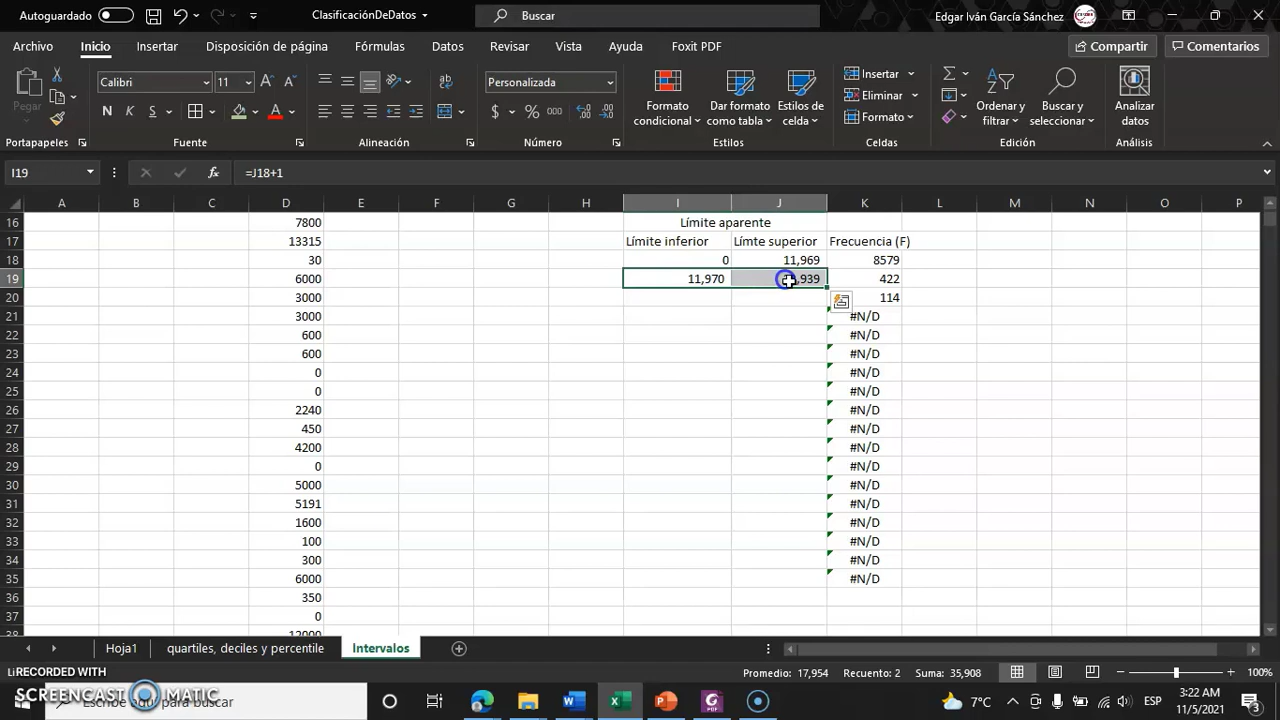 Autoguardado
ClasificaciónDeDatos
Buscar
Edgar Iván García Sánchez
Archivo Inicio Insertar Disposición de página Fórmulas Datos Revisar Vista Ayuda Foxit PDF
Compartir Comentarios
Pegar
Calibri 11
N K S
Personalizada
$ % 000
Formato condicional
Dar formato como tabla
Estilos de celda
Insertar
Eliminar
Formato
Ordenar y filtrar
Buscar y seleccionar
Analizar datos
Portapapeles Fuente Alineación Número Estilos Celdas Edición Análisis
I19 fx =J18+1
A B C D E F G H I J K L M N O P
16 7800 Límite aparente
17 13315 Límite inferior Límte superior Frecuencia (F)
18 30 0 11,969 8579
19 6000 11,970 ,939 422
20 3000 114
21 3000 #N/D
22 600 #N/D
23 600 #N/D
24 0 #N/D
25 0 #N/D
26 2240 #N/D
27 450 #N/D
28 4200 #N/D
29 0 #N/D
30 5000 #N/D
31 5191 #N/D
32 1600 #N/D
33 100 #N/D
34 300 #N/D
35 6000 #N/D
36 350
37 0
38 12000
Hoja1 quartiles, deciles y percentile Intervalos
RECORDED WITH
Promedio: 17,954 Recuento: 2 Suma: 35,908
100%
SCREENCAST MATIC
7°C
ESP
3:22 AM
11/5/2021
3